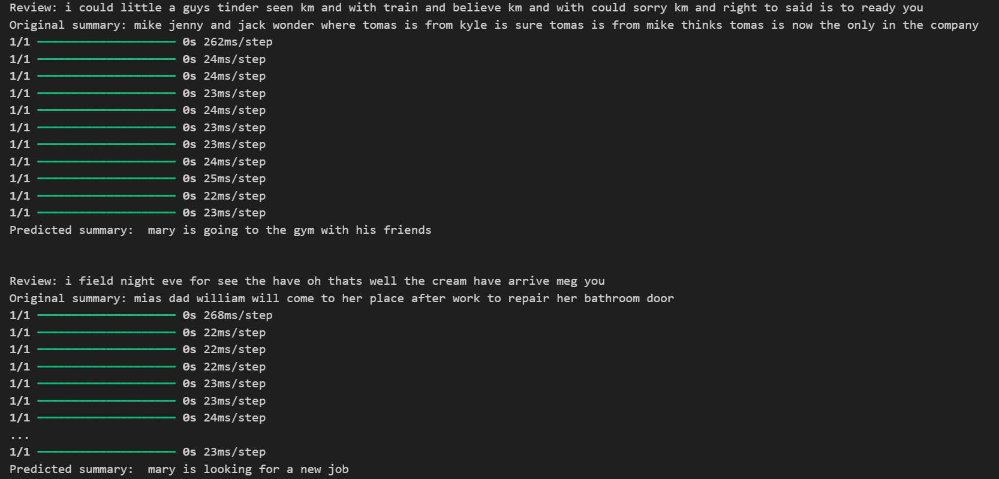 Review: i could little a guys tinder seen km and with train and believe km and with could sorry km and right to said is to ready you
Original summary: mike jenny and jack wonder where tomas is from kyle is sure tomas is from mike thinks tomas is now the only in the company
1/1 ━━━━━━━━━━━━━━━━━━━━ 0s 262ms/step
1/1 ━━━━━━━━━━━━━━━━━━━━ 0s 24ms/step
1/1 ━━━━━━━━━━━━━━━━━━━━ 0s 24ms/step
1/1 ━━━━━━━━━━━━━━━━━━━━ 0s 23ms/step
1/1 ━━━━━━━━━━━━━━━━━━━━ 0s 24ms/step
1/1 ━━━━━━━━━━━━━━━━━━━━ 0s 23ms/step
1/1 ━━━━━━━━━━━━━━━━━━━━ 0s 23ms/step
1/1 ━━━━━━━━━━━━━━━━━━━━ 0s 24ms/step
1/1 ━━━━━━━━━━━━━━━━━━━━ 0s 25ms/step
1/1 ━━━━━━━━━━━━━━━━━━━━ 0s 22ms/step
1/1 ━━━━━━━━━━━━━━━━━━━━ 0s 23ms/step
Predicted summary:  mary is going to the gym with his friends
Review: i field night eve for see the have oh thats well the cream have arrive meg you
Original summary: mias dad william will come to her place after work to repair her bathroom door
1/1 ━━━━━━━━━━━━━━━━━━━━ 0s 268ms/step
1/1 ━━━━━━━━━━━━━━━━━━━━ 0s 22ms/step
1/1 ━━━━━━━━━━━━━━━━━━━━ 0s 22ms/step
1/1 ━━━━━━━━━━━━━━━━━━━━ 0s 22ms/step
1/1 ━━━━━━━━━━━━━━━━━━━━ 0s 23ms/step
1/1 ━━━━━━━━━━━━━━━━━━━━ 0s 23ms/step
1/1 ━━━━━━━━━━━━━━━━━━━━ 0s 24ms/step
...
1/1 ━━━━━━━━━━━━━━━━━━━━ 0s 23ms/step
Predicted summary:  mary is looking for a new job